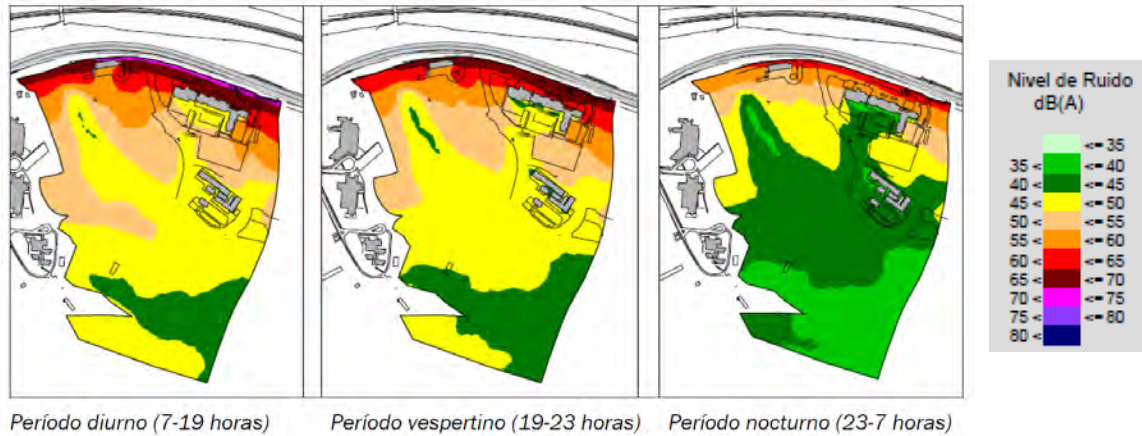 Nivel de Ruido
dB(A)
<= 35
35 < <= 40
40 < <= 45
45 < <= 50
50 < <= 55
55 < <= 60
60 < <= 65
65 < <= 70
70 < <= 75
75 < <= 80
80 <
Período diurno (7-19 horas) Período vespertino (19-23 horas) Período nocturno (23-7 horas)